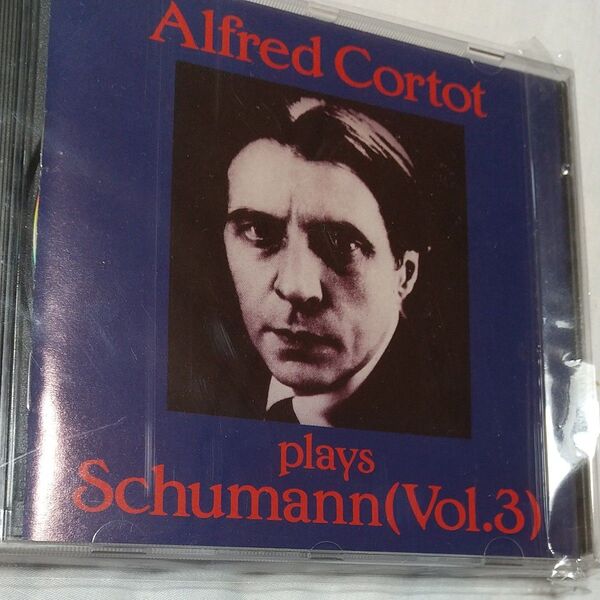 Alfred Cortot
plays
Schumann(Vol.3)